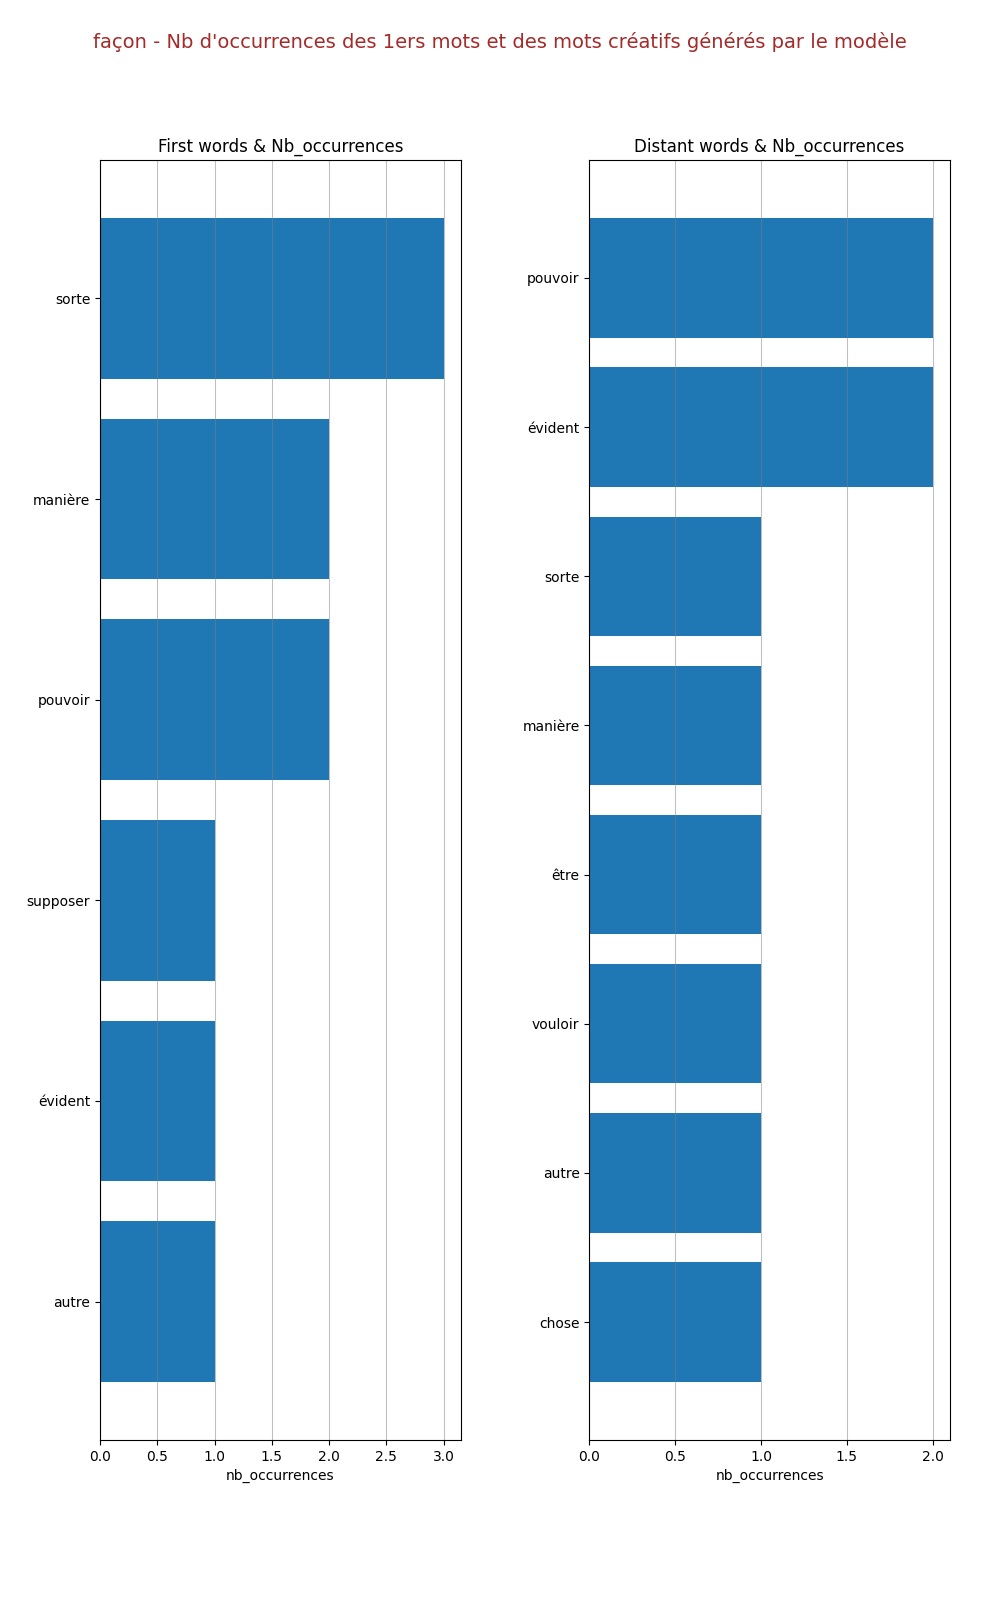 façon - Nb d'occurrences des 1ers mots et des mots créatifs générés par le modèle
First words & Nb_occurrences
sorte
manière
pouvoir
supposer
évident
autre
0.0 0.5 1.0 1.5 2.0 2.5 3.0
nb_occurrences
Distant words & Nb_occurrences
pouvoir
évident
sorte
manière
être
vouloir
autre
chose
0.0 0.5 1.0 1.5 2.0
nb_occurrences